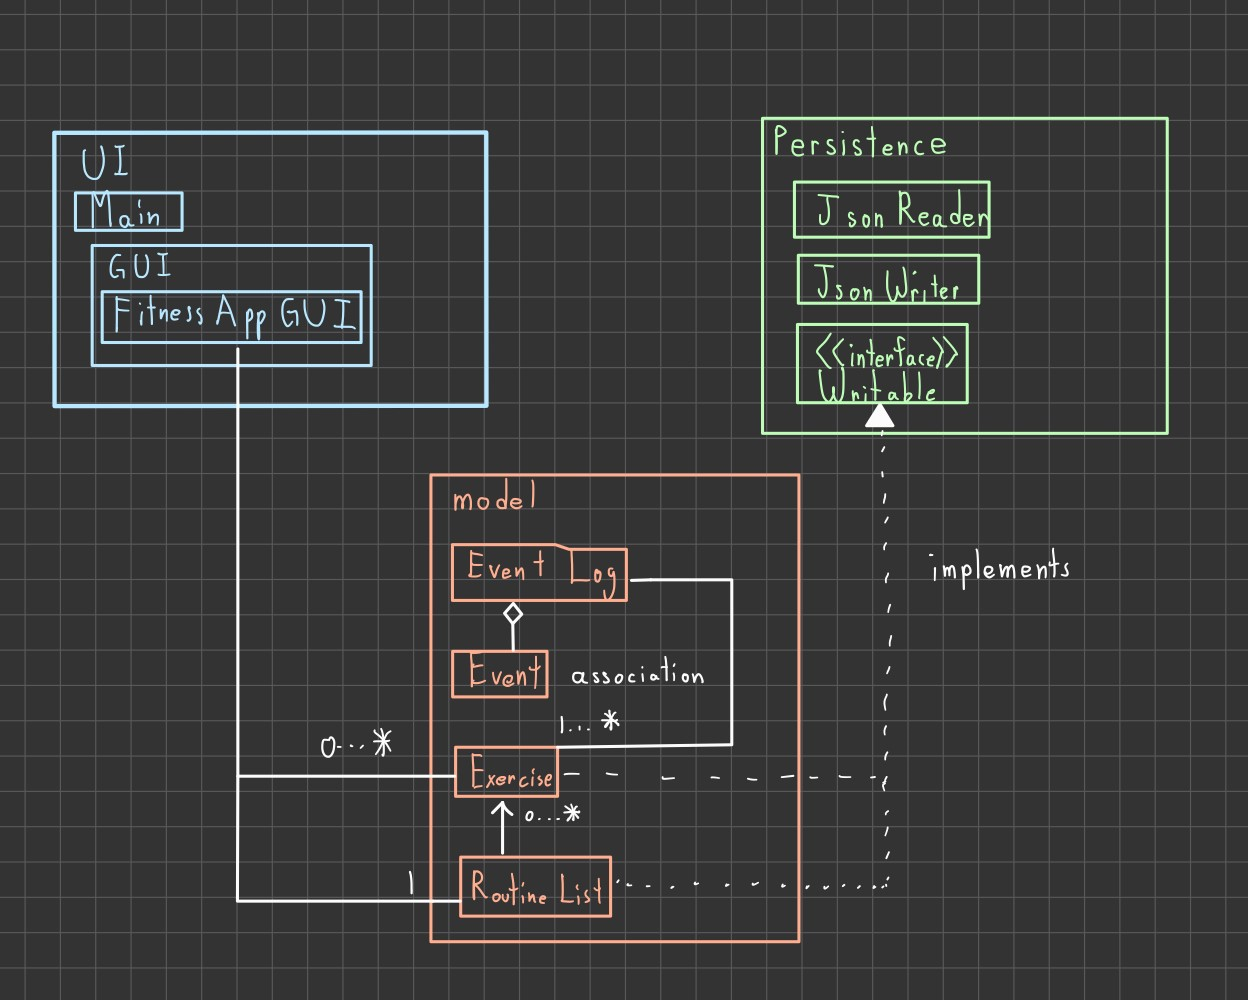 UI
Main
GUI
Fitness App GUI
Persistence
Json Reader
Json Writer
<<interface>>
Writable
implements
model
Event Log
Event
association
1...*
0...*
Exercise
0...*
1
Routine List